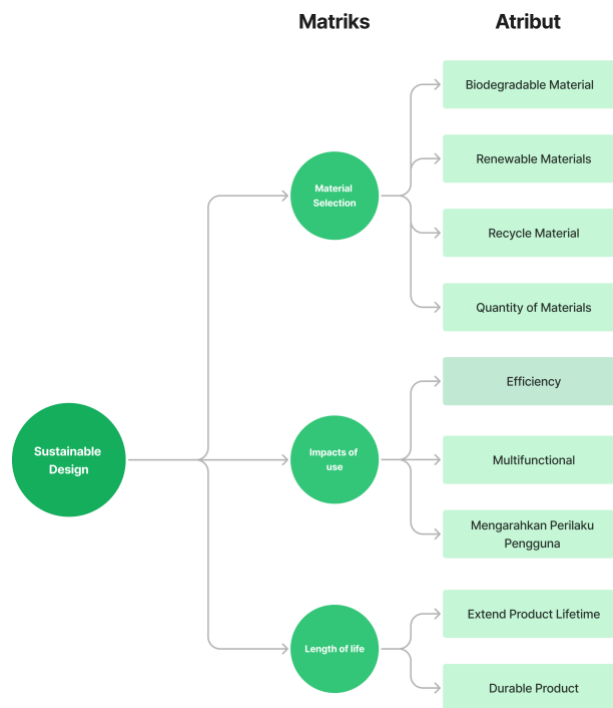 Matriks
Atribut
Biodegradable Material
Material
Selection
Renewable Materials
Recycle Material
Quantity of Materials
Sustainable
Design
Impacts of
use
Efficiency
Multifunctional
Mengarahkan Perilaku
Pengguna
Length of life
Extend Product Lifetime
Durable Product